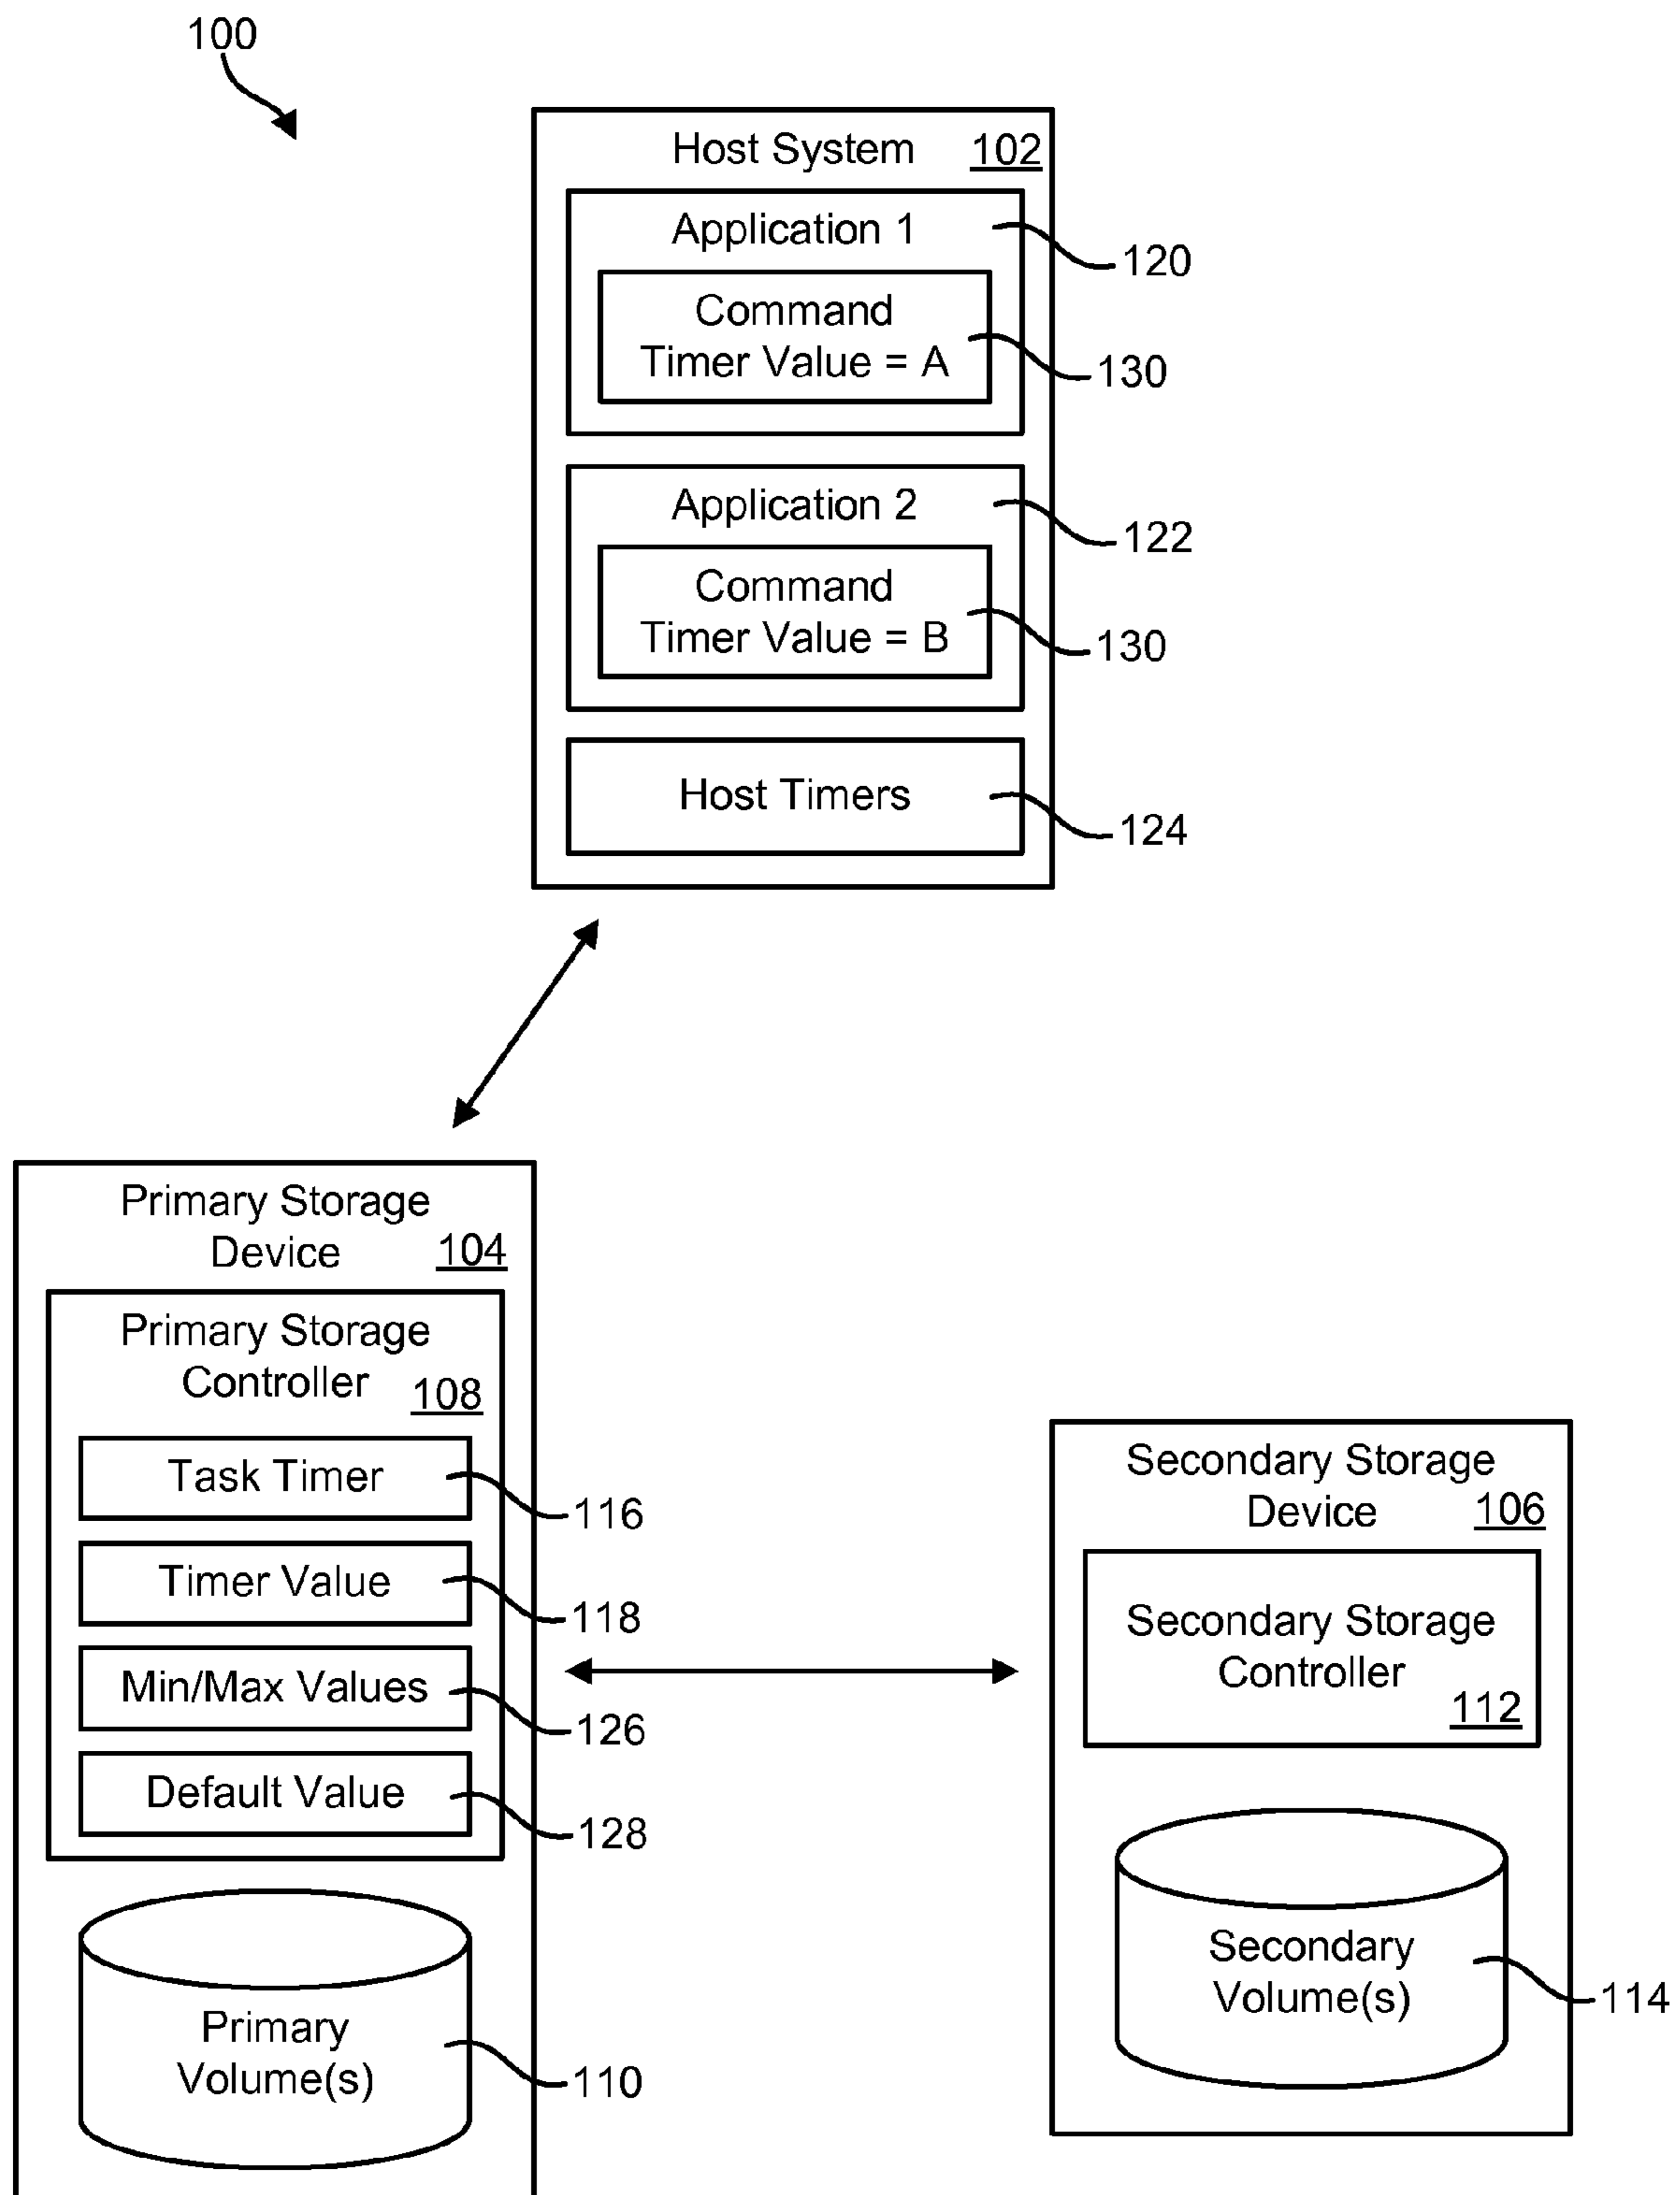 100
Host System 102
Application 1
120
Command
Timer Value = A
130
Application 2
122
Command
Timer Value = B
130
Host Timers
124
Primary Storage
Device 104
Primary Storage
Controller 108
Task Timer
116
Timer Value
118
Min/Max Values
126
Default Value
128
Primary
Volume(s)
110
Secondary Storage
Device 106
Secondary Storage
Controller
112
Secondary
Volume(s)
114